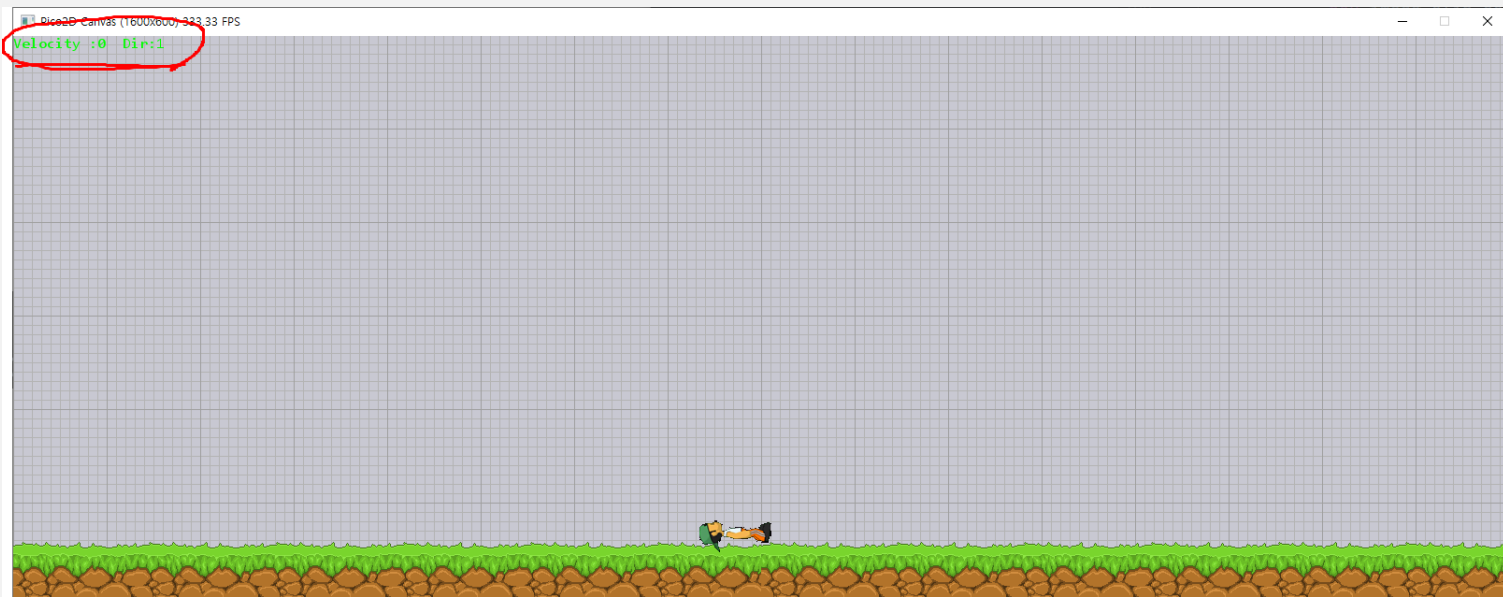 Pico2D Canvas (1600x600) 333.33 FPS
Velocity :0 Dir:1